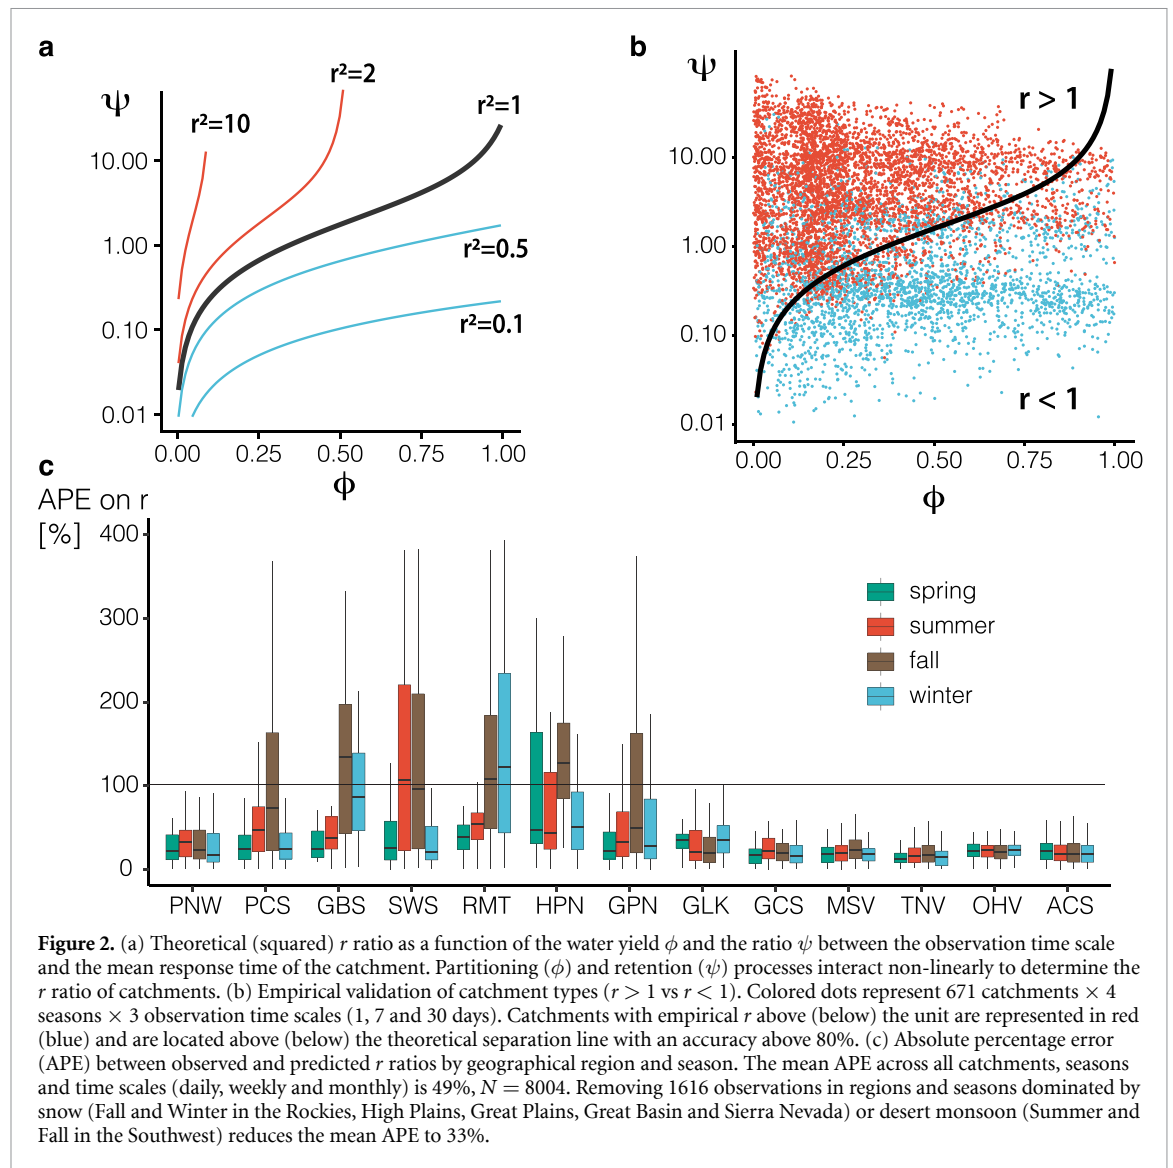 a
ψ
r²=10
r²=2
r²=1
r²=0.5
r²=0.1
10.00
1.00
0.10
0.01
0.00 0.25 0.50 0.75 1.00
ϕ
b
ψ
r > 1
r < 1
10.00
1.00
0.10
0.01
0.00 0.25 0.50 0.75 1.00
ϕ
c
APE on r
[%]
400
300
200
100
0
spring
summer
fall
winter
PNW PCS GBS SWS RMT HPN GPN GLK GCS MSV TNV OHV ACS
Figure 2. (a) Theoretical (squared) r ratio as a function of the water yield ϕ and the ratio ψ between the observation time scale
and the mean response time of the catchment. Partitioning (ϕ) and retention (ψ) processes interact non-linearly to determine the
r ratio of catchments. (b) Empirical validation of catchment types (r > 1 vs r < 1). Colored dots represent 671 catchments × 4
seasons × 3 observation time scales (1, 7 and 30 days). Catchments with empirical r above (below) the unit are represented in red
(blue) and are located above (below) the theoretical separation line with an accuracy above 80%. (c) Absolute percentage error
(APE) between observed and predicted r ratios by geographical region and season. The mean APE across all catchments, seasons
and time scales (daily, weekly and monthly) is 49%, N = 8004. Removing 1616 observations in regions and seasons dominated by
snow (Fall and Winter in the Rockies, High Plains, Great Plains, Great Basin and Sierra Nevada) or desert monsoon (Summer and
Fall in the Southwest) reduces the mean APE to 33%.